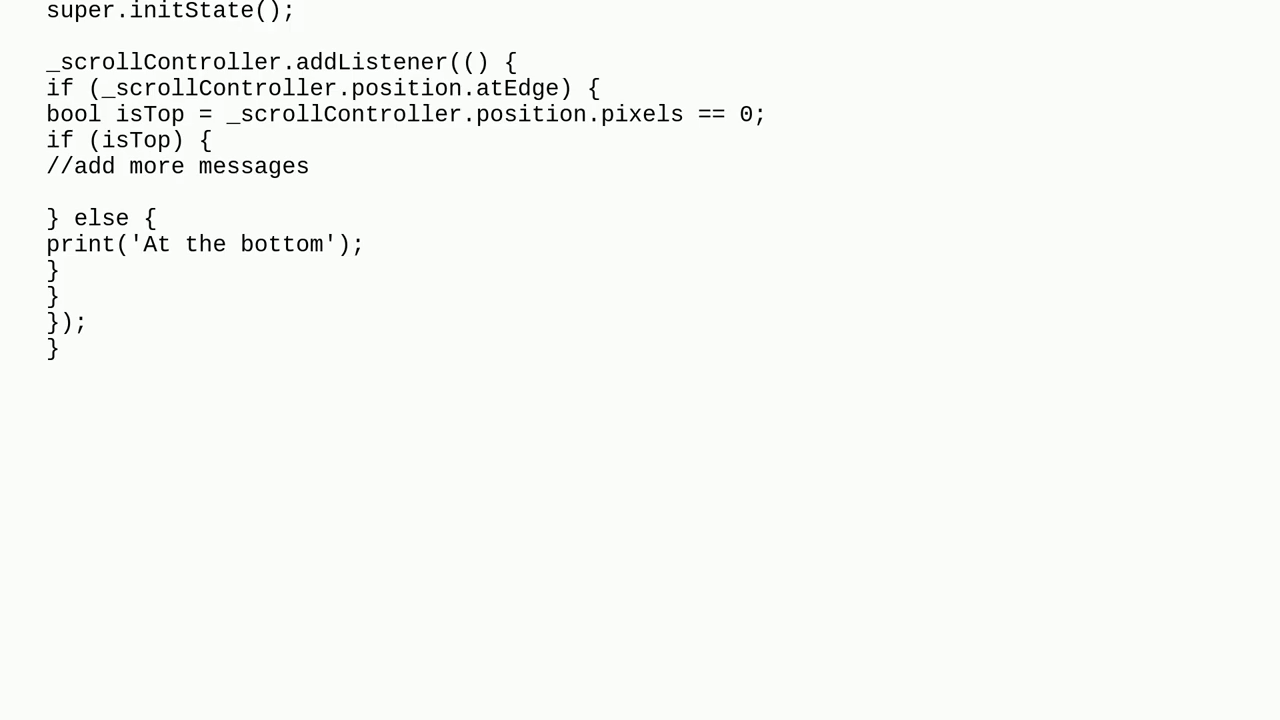 super.initState();
_scrollController.addListener(() {
if (_scrollController.position.atEdge) {
bool isTop = _scrollController.position.pixels == 0;
if (isTop) {
//add more messages
} else {
print('At the bottom');
}
}
});
}